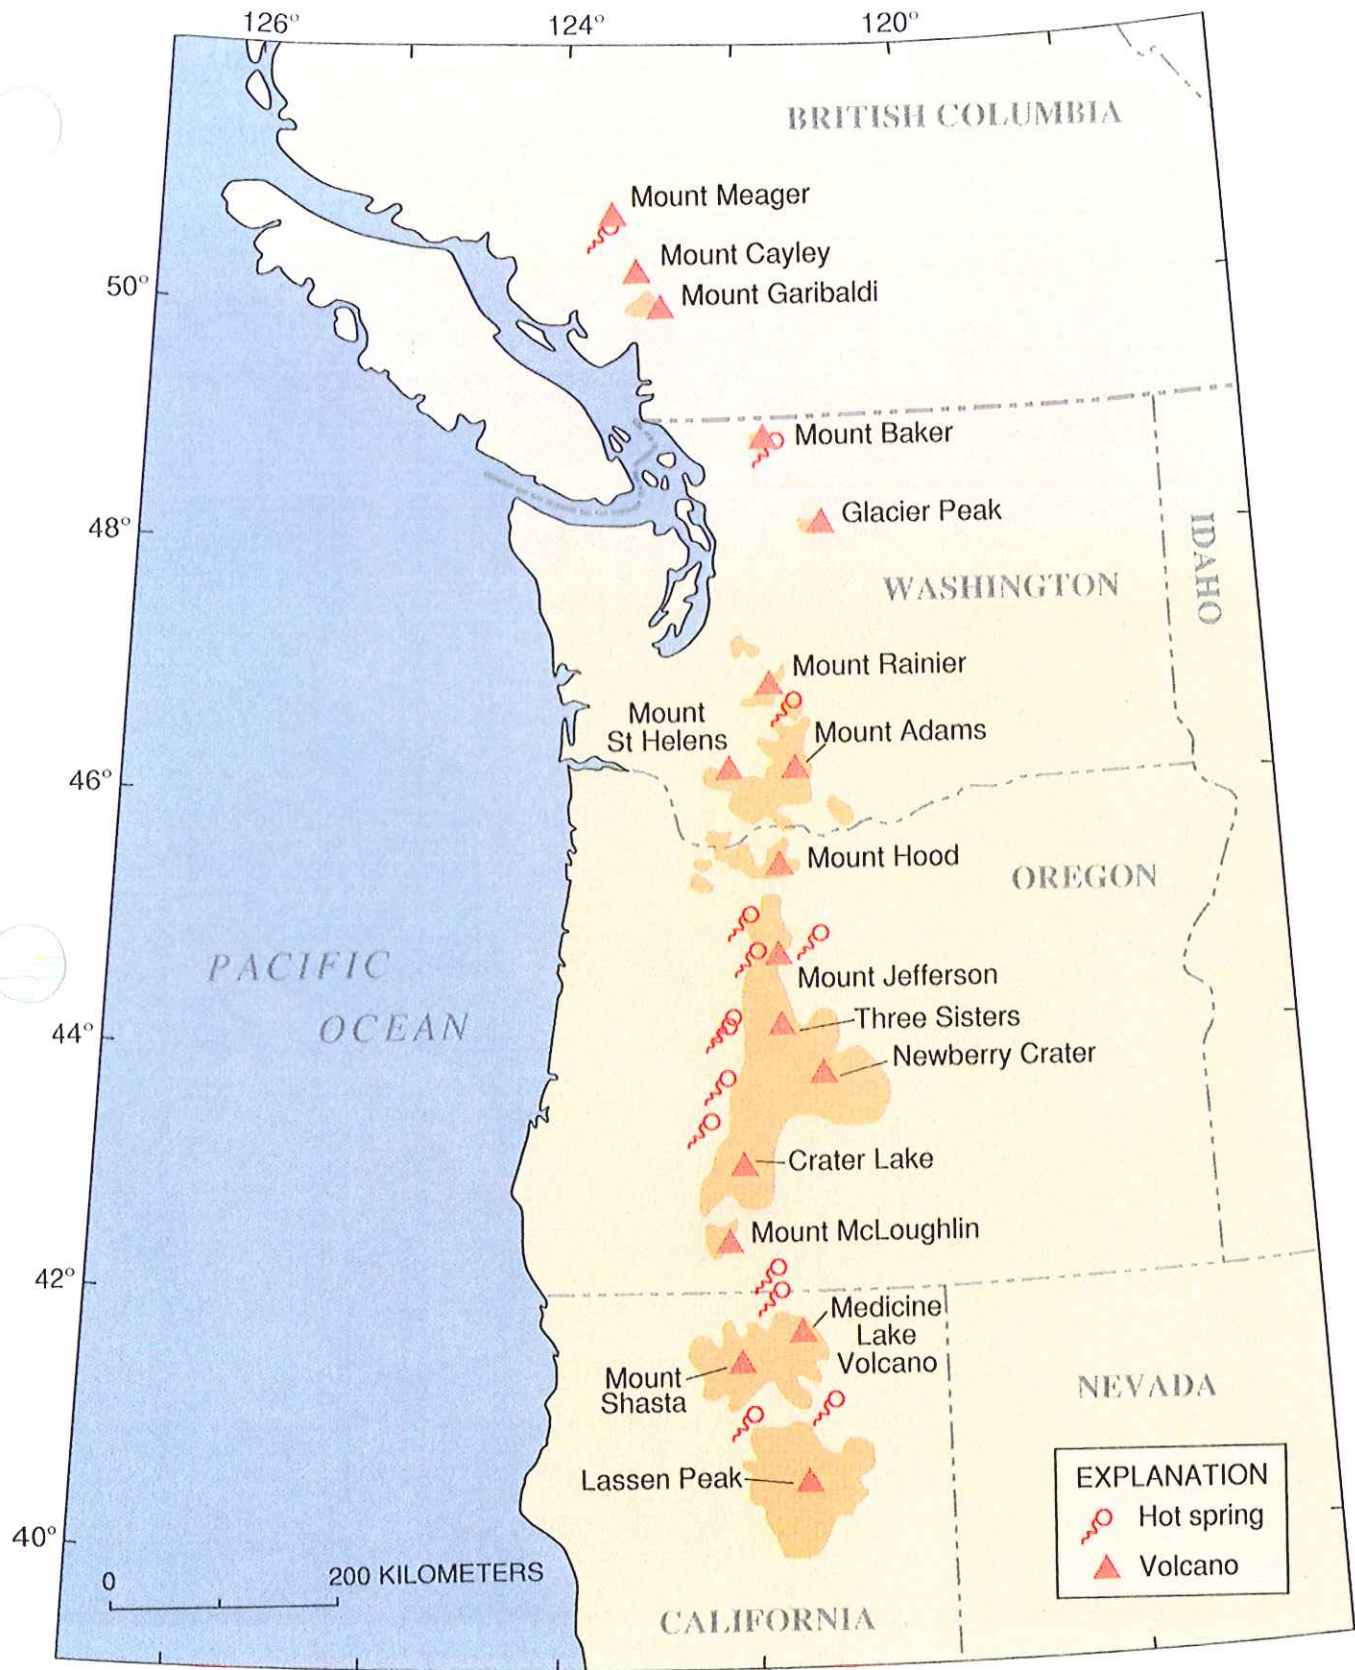 126°
124°
120°
BRITISH COLUMBIA
Mount Meager
Mount Cayley
50°
Mount Garibaldi
Mount Baker
Glacier Peak
48°
IDAHO
WASHINGTON
Mount Rainier
Mount
St Helens
Mount Adams
46°
Mount Hood
OREGON
PACIFIC
OCEAN
Mount Jefferson
Three Sisters
44°
Newberry Crater
Crater Lake
Mount McLoughlin
42°
Medicine
Lake
Volcano
Mount
Shasta
NEVADA
Lassen Peak
EXPLANATION
Hot spring
Volcano
40°
0
200 KILOMETERS
CALIFORNIA